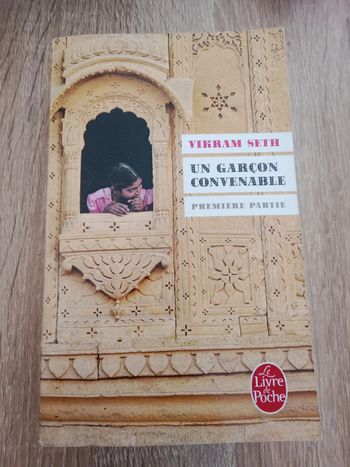 VIKRAM SETH
UN GARÇON
CONVENABLE
PREMIÈRE PARTIE
Le
Livre
de
Poche